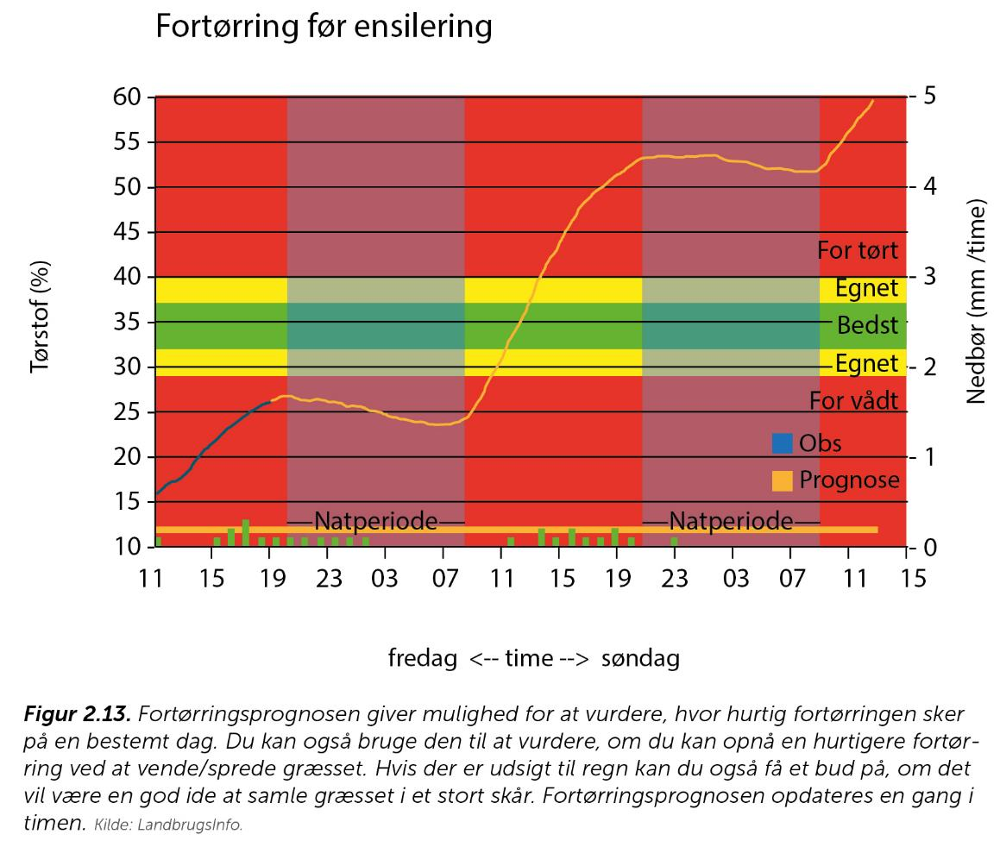 Fortørring før ensilering
Tørstof (%)
60
55
50
45
40
35
30
25
20
15
10
Nedbør (mm /time)
5
4
3
2
1
0
For tørt
Egnet
Bedst
Egnet
For vådt
Obs
Prognose
Natperiode
Natperiode
11 15 19 23 03 07 11 15 19 23 03 07 11 15
fredag <-- time --> søndag
Figur 2.13. Fortørringsprognosen giver mulighed for at vurdere, hvor hurtig fortørringen sker
på en bestemt dag. Du kan også bruge den til at vurdere, om du kan opnå en hurtigere fortør-
ring ved at vende/sprede græsset. Hvis der er udsigt til regn kan du også få et bud på, om det
vil være en god ide at samle græsset i et stort skår. Fortørringsprognosen opdateres en gang i
timen. Kilde: LandbrugsInfo.